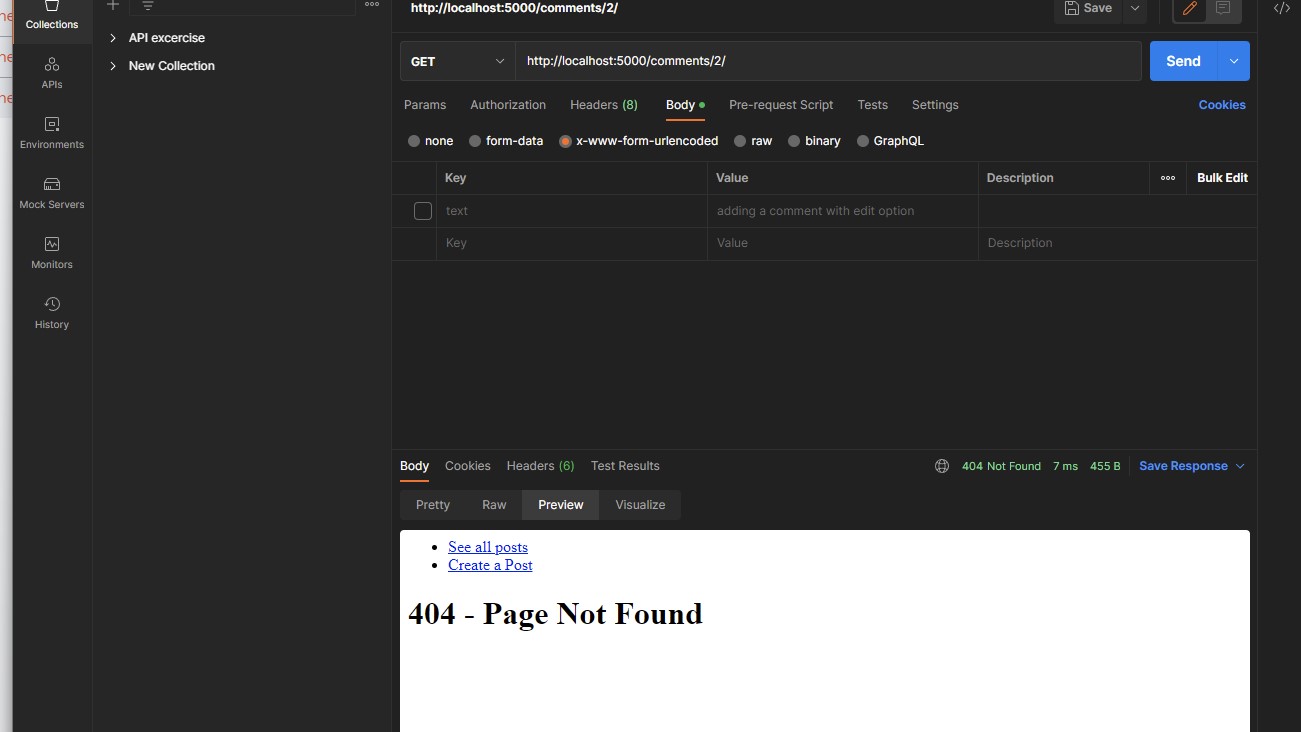 http://localhost:5000/comments/2/
Save
Collections
API excercise
New Collection
APIs
Environments
Mock Servers
Monitors
History
GET
http://localhost:5000/comments/2/
Send
Params Authorization Headers (8) Body Pre-request Script Tests Settings Cookies
none form-data x-www-form-urlencoded raw binary GraphQL
Key Value Description Bulk Edit
text adding a comment with edit option
Key Value Description
Body Cookies Headers (6) Test Results 404 Not Found 7 ms 455 B Save Response
Pretty Raw Preview Visualize
See all posts
Create a Post
404 - Page Not Found